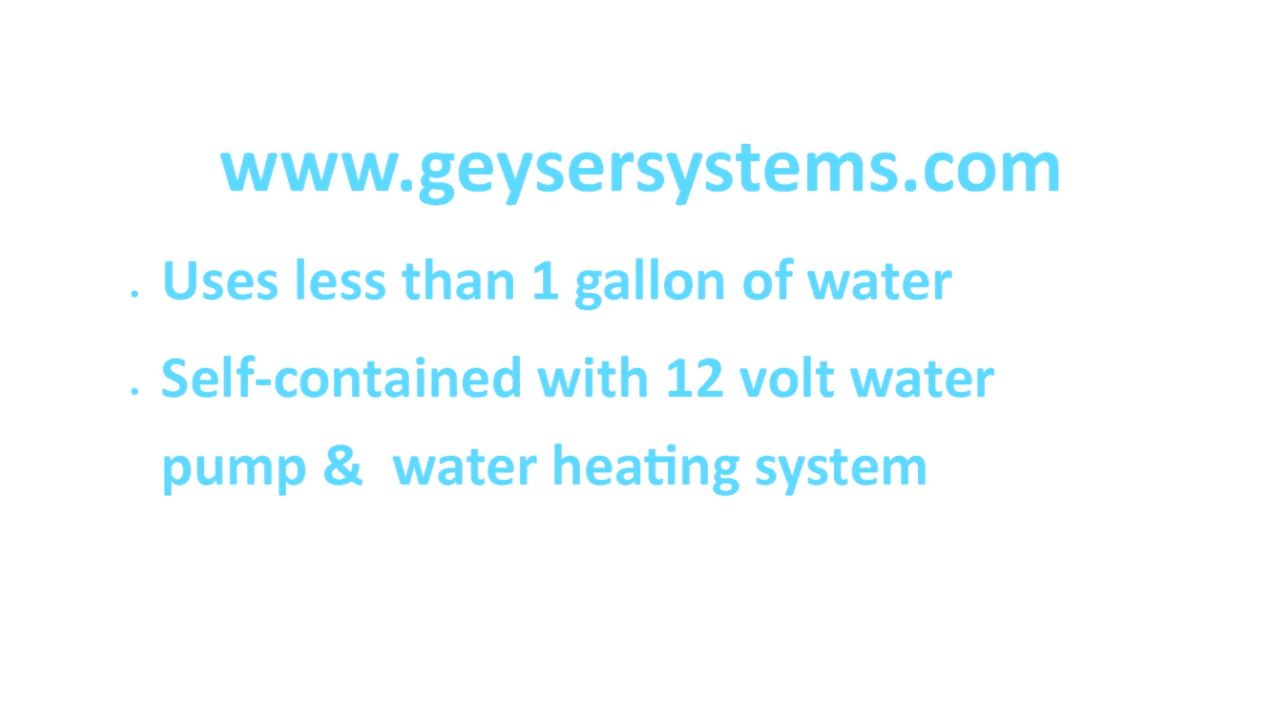 www.geysersystems.com
. Uses less than 1 gallon of water
. Self-contained with 12 volt water
pump & water heating system